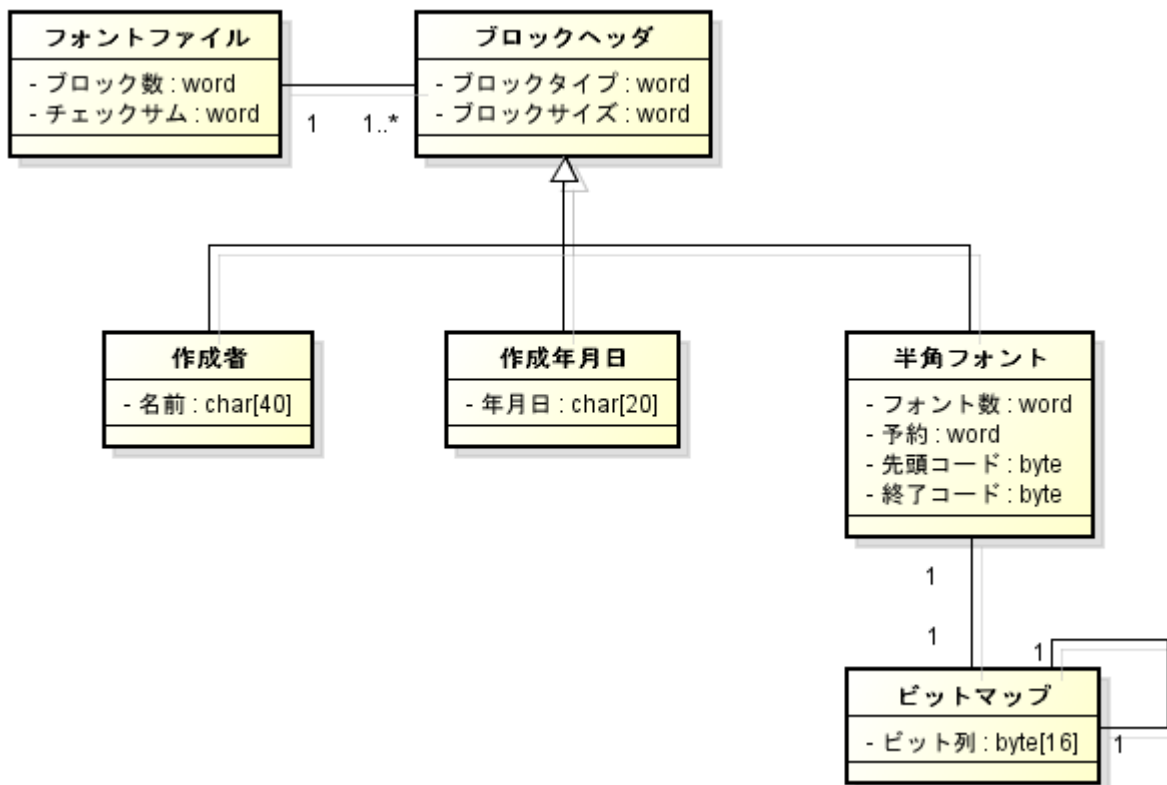 フォントファイル
- ブロック数 : word
- チェックサム : word
ブロックヘッダ
- ブロックタイプ : word
- ブロックサイズ : word
1
1..*
作成者
- 名前 : char[40]
作成年月日
- 年月日 : char[20]
半角フォント
- フォント数 : word
- 予約 : word
- 先頭コード : byte
- 終了コード : byte
1
1
1
ビットマップ
- ビット列 : byte[16]
1